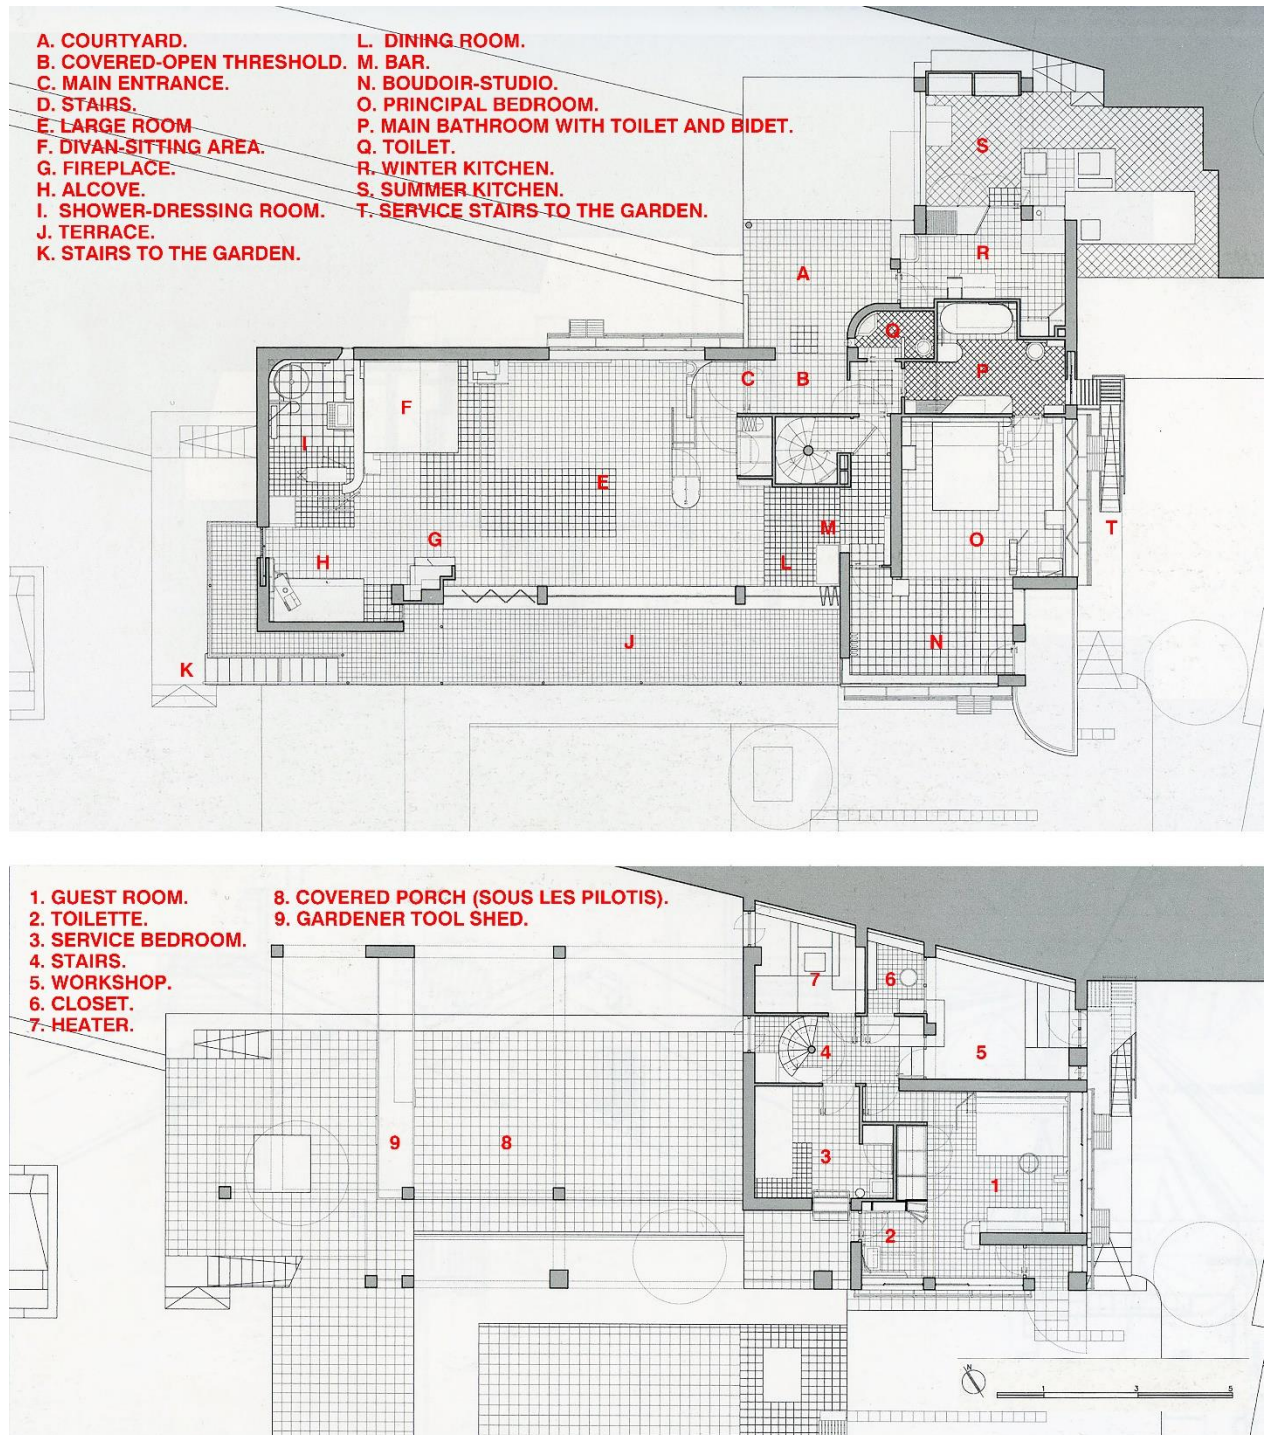 A. COURTYARD.
B. COVERED-OPEN THRESHOLD.
C. MAIN ENTRANCE.
D. STAIRS.
E. LARGE ROOM
F. DIVAN-SITTING AREA.
G. FIREPLACE.
H. ALCOVE.
I. SHOWER-DRESSING ROOM.
J. TERRACE.
K. STAIRS TO THE GARDEN.
L. DINING ROOM.
M. BAR.
N. BOUDOIR-STUDIO.
O. PRINCIPAL BEDROOM.
P. MAIN BATHROOM WITH TOILET AND BIDET.
Q. TOILET.
R. WINTER KITCHEN.
S. SUMMER KITCHEN.
T. SERVICE STAIRS TO THE GARDEN.
S
R
A
Q
P
C
B
F
I
E
M
T
O
G
L
H
J
N
K
1. GUEST ROOM.
2. TOILETTE.
3. SERVICE BEDROOM.
4. STAIRS.
5. WORKSHOP.
6. CLOSET.
7. HEATER.
8. COVERED PORCH (SOUS LES PILOTIS).
9. GARDENER TOOL SHED.
7
6
4
5
9
8
3
1
2
N
1 3 5